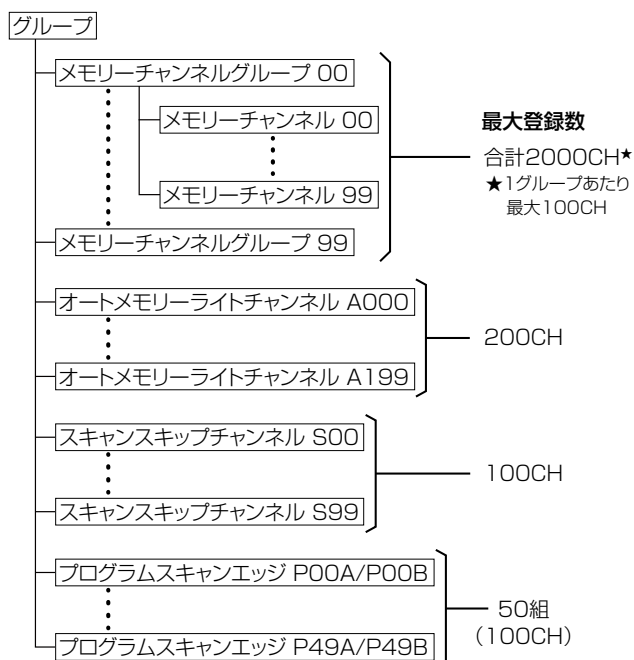 グループ
メモリーチャンネルグループ 00
メモリーチャンネル 00
メモリーチャンネル 99
メモリーチャンネルグループ 99
最大登録数
合計2000CH★
★1グループあたり
最大100CH
オートメモリーライトチャンネル A000
オートメモリーライトチャンネル A199
200CH
スキャンスキップチャンネル S00
スキャンスキップチャンネル S99
100CH
プログラムスキャンエッジ P00A/P00B
プログラムスキャンエッジ P49A/P49B
50組
（100CH）